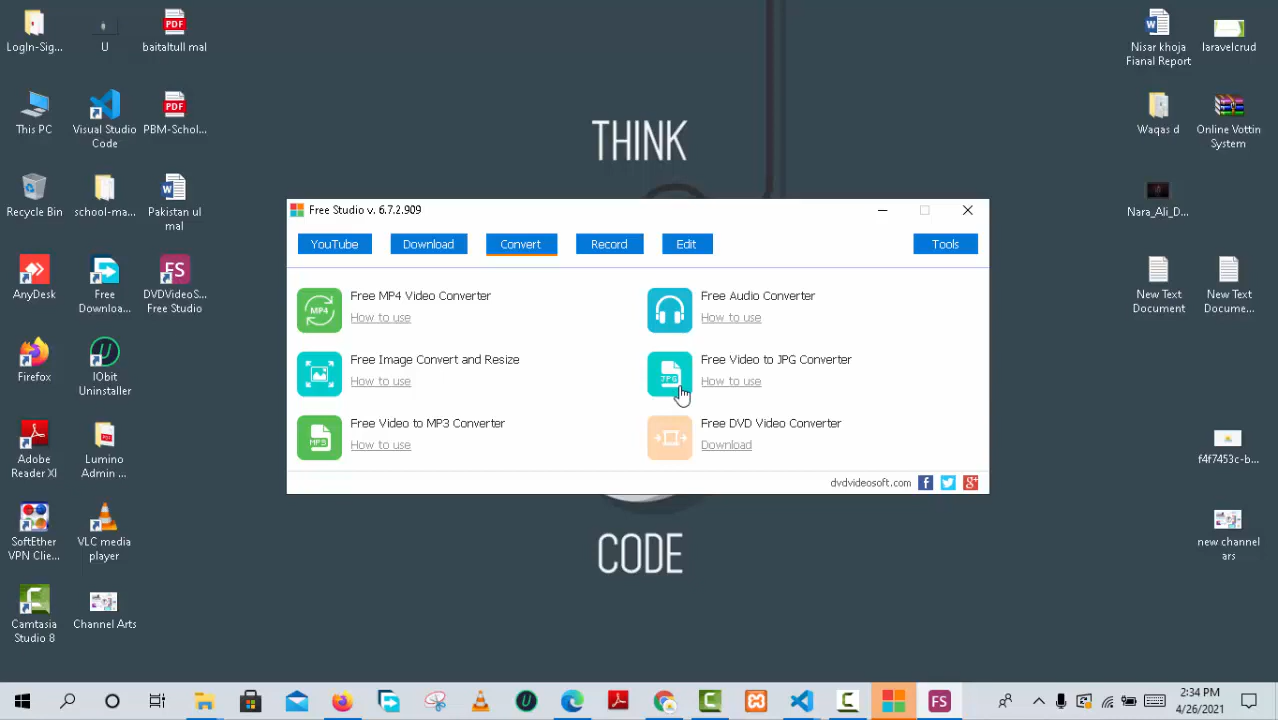 LogIn-Sig...
U
baitaltull mal
Nisar khoja
Fianal Report
laravelcrud
This PC
Visual Studio
Code
PBM-Schol...
Waqas d
Online Vottin
System
THINK
Recycle Bin
school-ma...
Pakistan ul
mal
Nara_Ali_D...
Free Studio v. 6.7.2.909
YouTube
Download
Convert
Record
Edit
Tools
AnyDesk
Free
Downloa...
DVDVideoS...
Free Studio
New Text
Document
New Text
Docume...
Free MP4 Video Converter
How to use
Free Audio Converter
How to use
Free Image Convert and Resize
How to use
Free Video to JPG Converter
How to use
Free Video to MP3 Converter
How to use
Free DVD Video Converter
Download
MP4
JPG
MP3
dvdvideosoft.com
Firefox
IObit
Uninstaller
Adobe
Reader XI
Lumino
Admin ...
f4f7453c-b...
SoftEther
VPN Clie...
VLC media
player
new channel
ars
CODE
Camtasia
Studio 8
Channel Arts
PDF
PDF
FS
FS
2:34 PM
4/26/2021